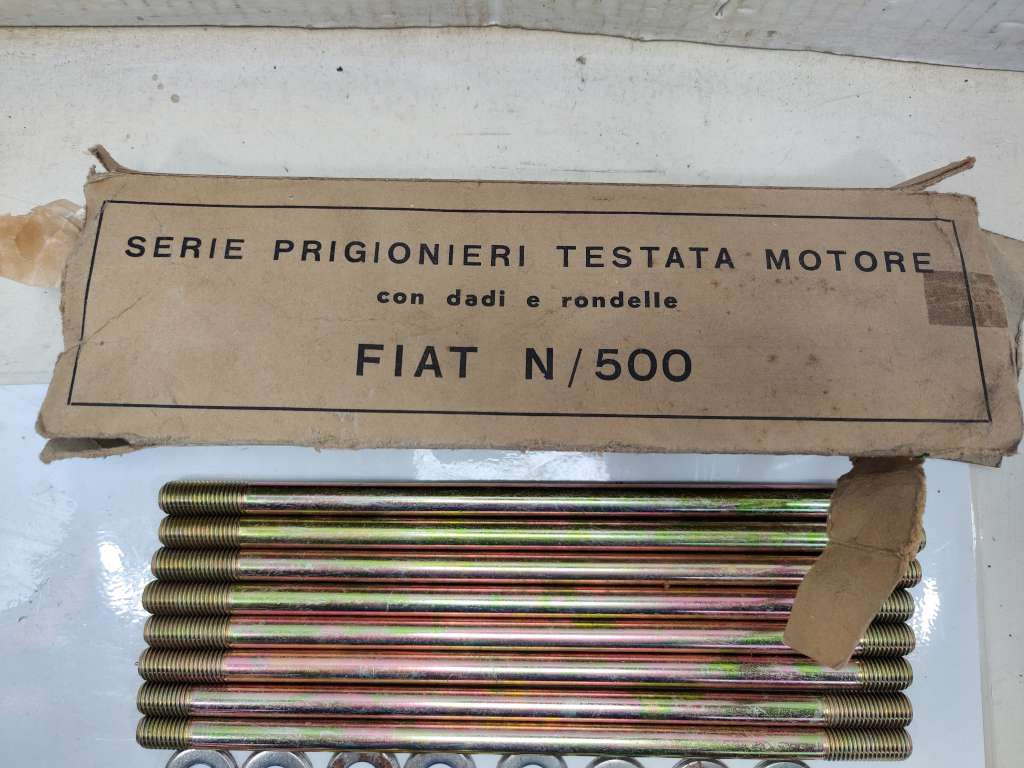 SERIE PRIGIONIERI TESTATA MOTORE
con dadi e rondelle
FIAT N/500